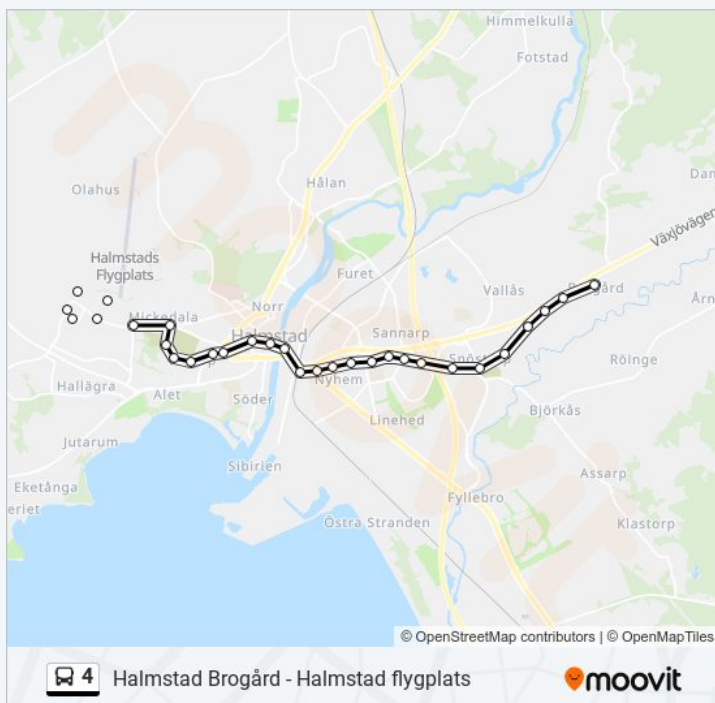 Himmelkulla
Fotstad
Dan
Olahus
Hålan
Växjövägen
Halmstads
Flygplats
Furet
Vallås
Brogård
Årn
Mickedala
Norr
Halmstad
Sannarp
Snöstorp
Röinge
Hallägra
Alet
Nyhem
Söder
Linehed
Björkås
Jutarum
Sibirien
Assarp
Eketånga
Fyllebro
eriet
Östra Stranden
Klastorp
© OpenStreetMap contributors | © OpenMapTiles
4 Halmstad Brogård - Halmstad flygplats
moovit